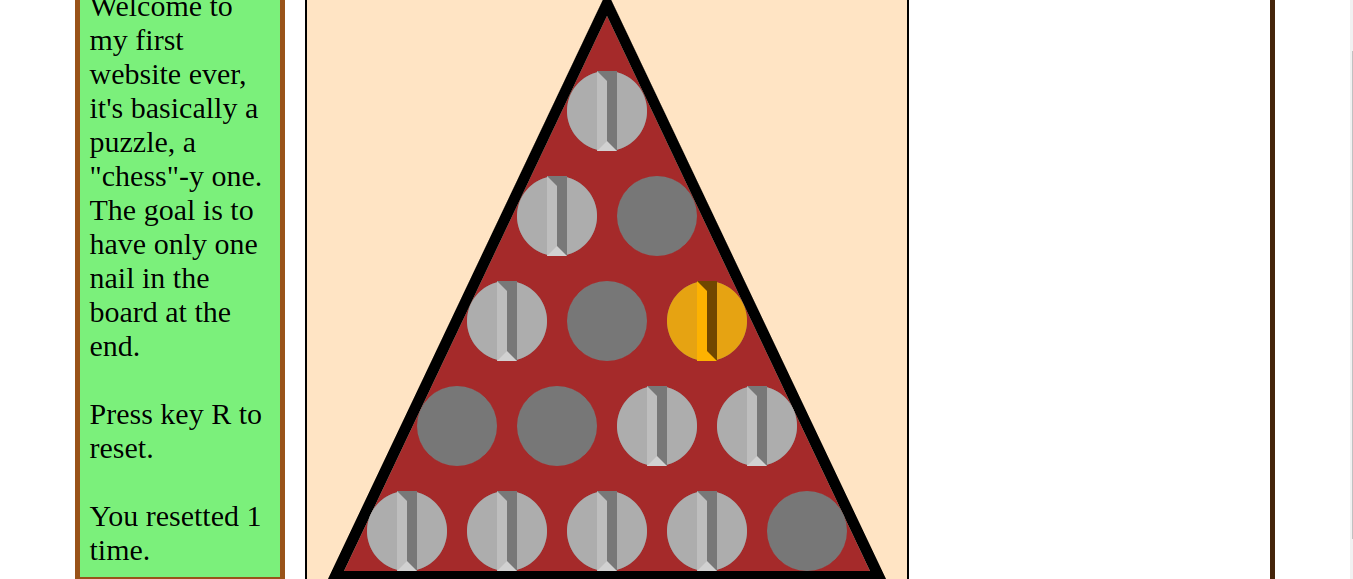 Welcome to
my first
website ever,
it's basically a
puzzle, a
"chess"-y one.
The goal is to
have only one
nail in the
board at the
end.
Press key R to
reset.
You resetted 1
time.